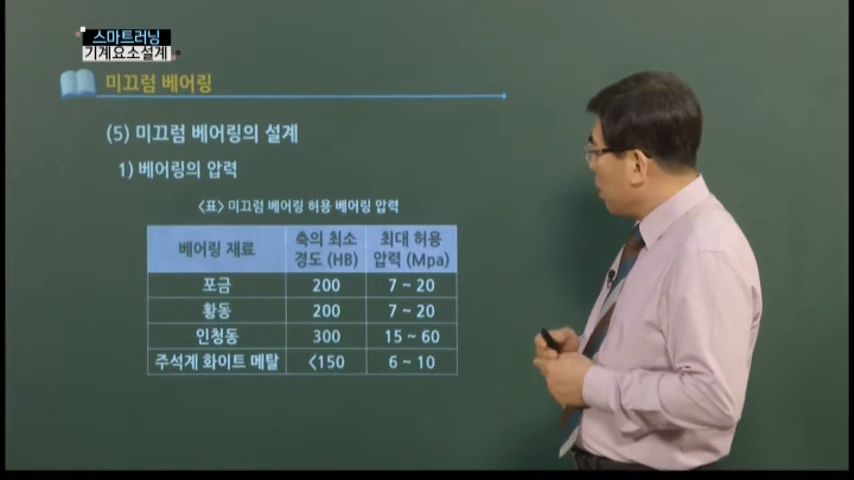 스마트러닝
기계요소설계
미끄럼 베어링
(5) 미끄럼 베어링의 설계
1) 베어링의 압력
<표> 미끄럼 베어링 허용 베어링 압력
베어링 재료 축의 최소 경도 (HB) 최대 허용 압력 (Mpa)
포금 200 7 ~ 20
황동 200 7 ~ 20
인청동 300 15 ~ 60
주석계 화이트 메탈 <150 6 ~ 10